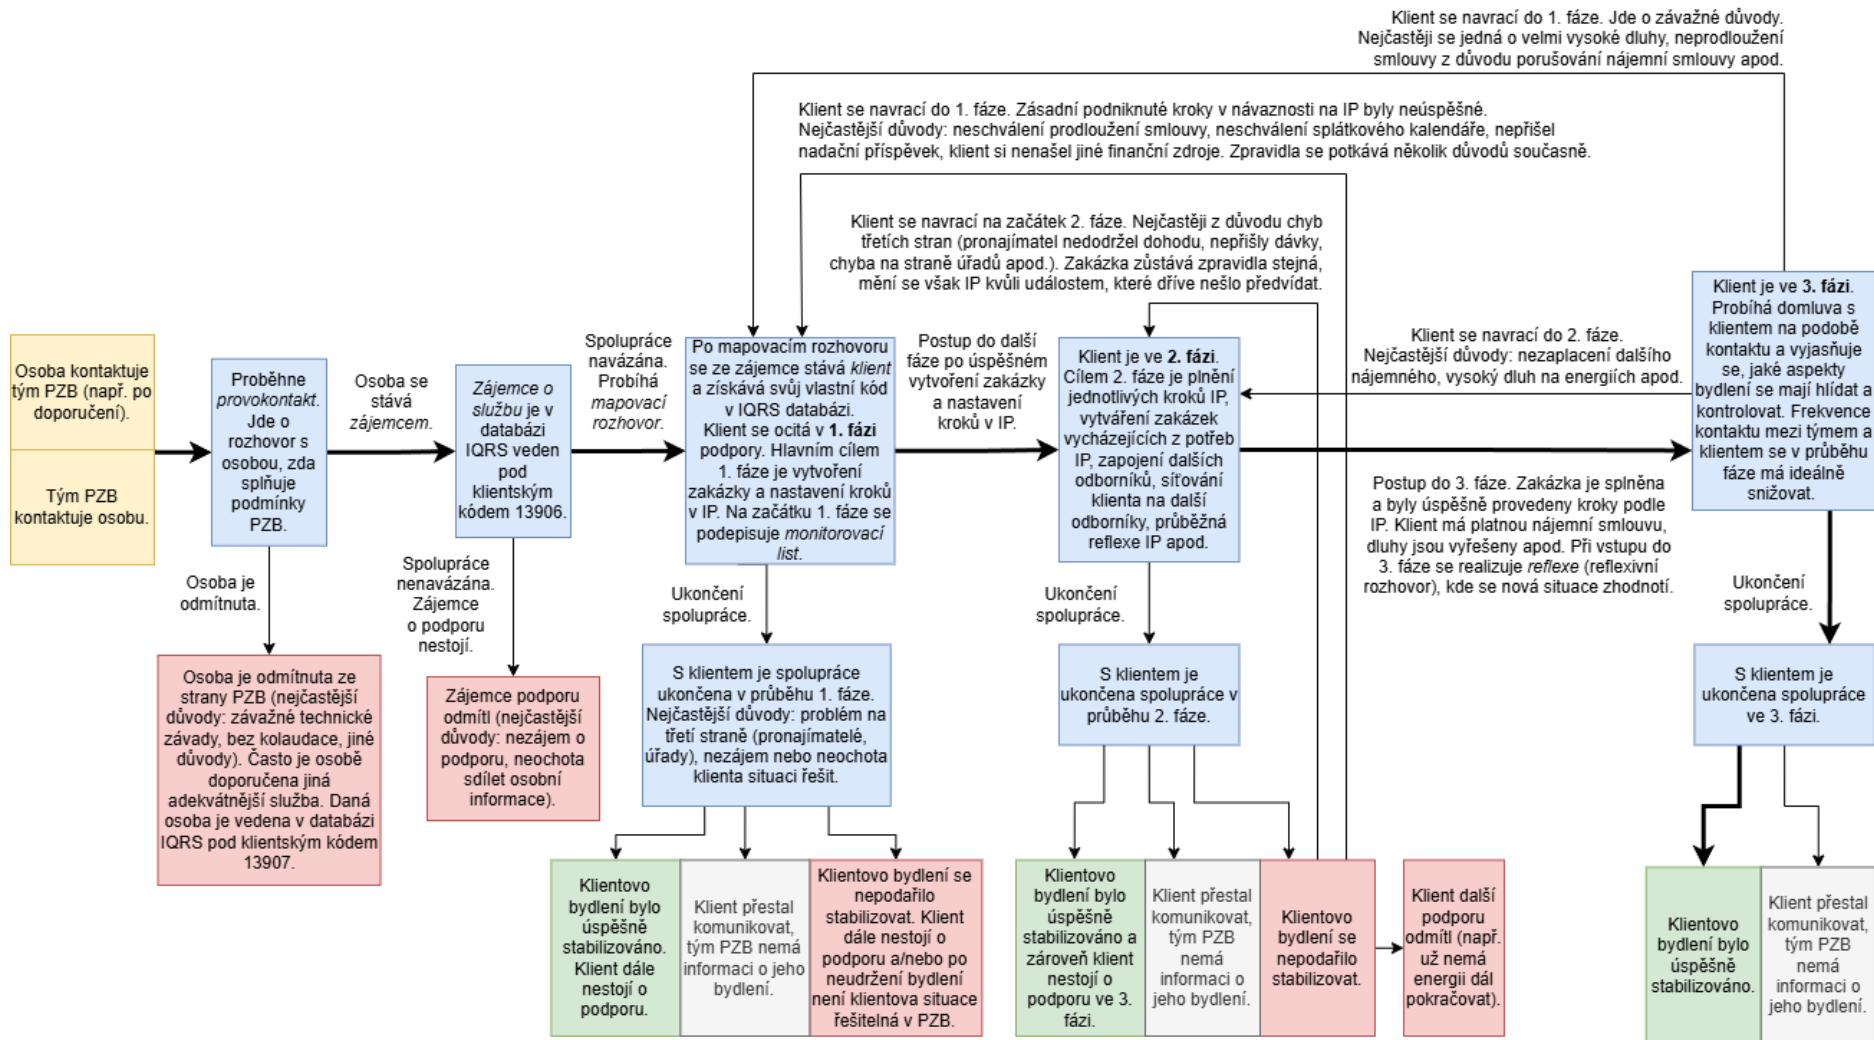 Klient se navrací do 1. fáze. Jde o závažné důvody.
Nejčastěji se jedná o velmi vysoké dluhy, neprodloužení
smlouvy z důvodu porušování nájemní smlouvy apod.
Klient se navrací do 1. fáze. Zásadní podniknuté kroky v návaznosti na IP byly neúspěšné.
Nejčastější důvody: neschválení prodloužení smlouvy, neschválení splátkového kalendáře, nepřišel
nadační příspěvek, klient si nenašel jiné finanční zdroje. Zpravidla se potkává několik důvodů současně.
Klient se navrací na začátek 2. fáze. Nejčastěji z důvodu chyb
třetích stran (pronajímatel nedodržel dohodu, nepřišly dávky,
chyba na straně úřadů apod.). Zakázka zůstává zpravidla stejná,
mění se však IP kvůli událostem, které dříve nešlo předvídat.
Osoba kontaktuje
tým PZB (např. po
doporučení).
Tým PZB
kontaktuje osobu.
Proběhne
provokontakt.
Jde o
rozhovor s
osobou, zda
splňuje
podmínky
PZB.
Osoba se
stává
zájemcem.
Zájemce o
službu je v
databázi
IQRS veden
pod
klientským
kódem 13906.
Spolupráce
navázána.
Probíhá
mapovací
rozhovor.
Po mapovacím rozhovoru
se ze zájemce stává klient
a získává svůj vlastní kód
v IQRS databázi.
Klient se ocitá v 1. fázi
podpory. Hlavním cílem
1. fáze je vytvoření
zakázky a nastavení kroků
v IP. Na začátku 1. fáze se
podepisuje monitorovací
list.
Postup do další
fáze po úspěšném
vytvoření zakázky
a nastavení
kroků v IP.
Klient je ve 2. fázi.
Cílem 2. fáze je plnění
jednotlivých kroků IP,
vytváření zakázek
vycházejících z potřeb
IP, zapojení dalších
odborníků, síťování
klienta na další
odborníky, průběžná
reflexe IP apod.
Klient se navrací do 2. fáze.
Nejčastější důvody: nezaplacení dalšího
nájemného, vysoký dluh na energiích apod.
Postup do 3. fáze. Zakázka je splněna
a byly úspěšně provedeny kroky podle
IP. Klient má platnou nájemní smlouvu,
dluhy jsou vyřešeny apod. Při vstupu do
3. fáze se realizuje reflexe (reflexivní
rozhovor), kde se nová situace zhodnotí.
Klient je ve 3. fázi.
Probíhá domluva s
klientem na podobě
kontaktu a vyjasňuje
se, jaké aspekty
bydlení se mají hlídat a
kontrolovat. Frekvence
kontaktu mezi týmem a
klientem se v průběhu
fáze má ideálně
snižovat.
Osoba je
odmítnuta.
Spolupráce
nenavázána.
Zájemce
o podporu
nestojí.
Ukončení
spolupráce.
Ukončení
spolupráce.
Ukončení
spolupráce.
Osoba je odmítnuta ze
strany PZB (nejčastější
důvody: závažné technické
závady, bez kolaudace, jiné
důvody). Často je osobě
doporučena jiná
adekvátnější služba. Daná
osoba je vedena v databázi
IQRS pod klientským kódem
13907.
Zájemce podporu
odmítl (nejčastější
důvody: nezájem o
podporu, neochota
sdílet osobní
informace).
S klientem je spolupráce
ukončena v průběhu 1. fáze.
Nejčastější důvody: problém na
třetí straně (pronajímatelé,
úřady), nezájem nebo neochota
klienta situaci řešit.
S klientem je
ukončena spolupráce v
průběhu 2. fáze.
S klientem je
ukončena spolupráce
ve 3. fázi.
Klientovo
bydlení bylo
úspěšně
stabilizováno.
Klient dále
nestojí o
podporu.
Klient přestal
komunikovat,
tým PZB nemá
informaci o jeho
bydlení.
Klientovo bydlení se
nepodařilo
stabilizovat. Klient
dále nestojí o
podporu a/nebo po
neudržení bydlení
není klientova situace
řešitelná v PZB.
Klientovo
bydlení bylo
úspěšně
stabilizováno a
zároveň klient
nestojí o
podporu ve 3.
fázi.
Klient přestal
komunikovat,
tým PZB
nemá
informaci o
jeho bydlení.
Klientovo
bydlení se
nepodařilo
stabilizovat.
Klient další
podporu
odmítl (např.
už nemá
energii dál
pokračovat).
Klientovo
bydlení bylo
úspěšně
stabilizováno.
Klient přestal
komunikovat,
tým PZB
nemá
informaci o
jeho bydlení.